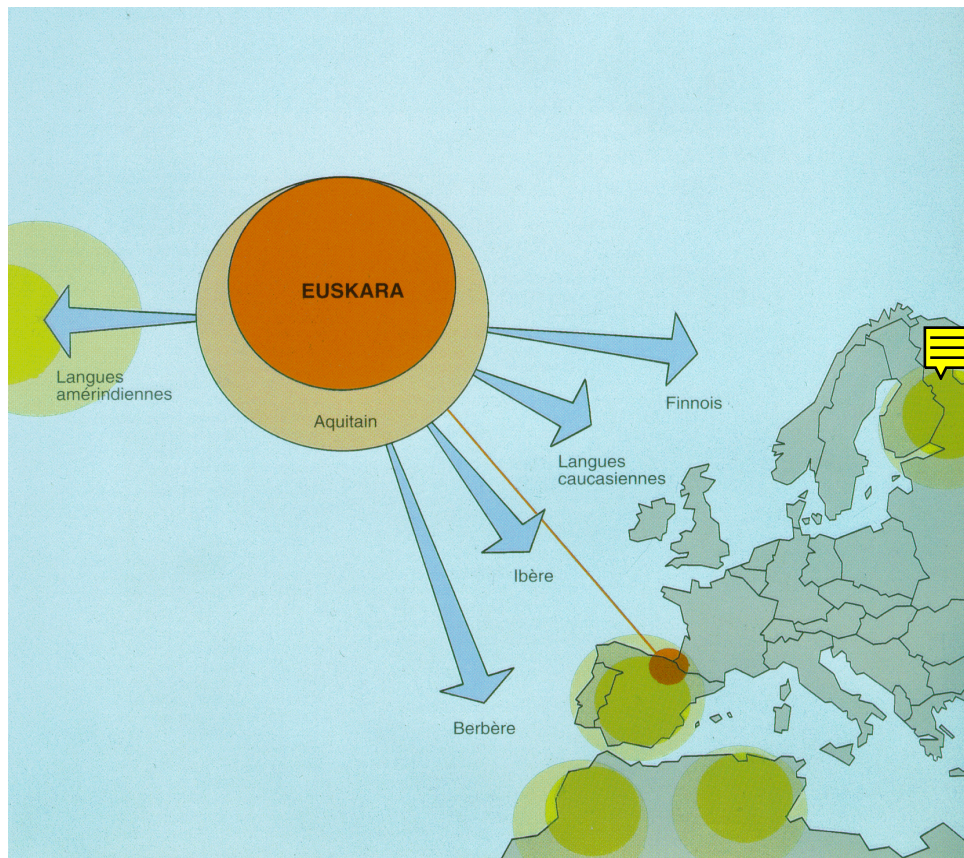 EUSKARA
Langues
amérindiennes
Aquitain
Finnois
Langues
caucasiennes
Ibère
Berbère